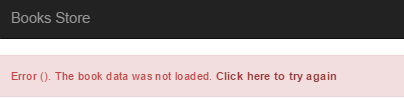 Books Store
Error (). The book data was not loaded. Click here to try again